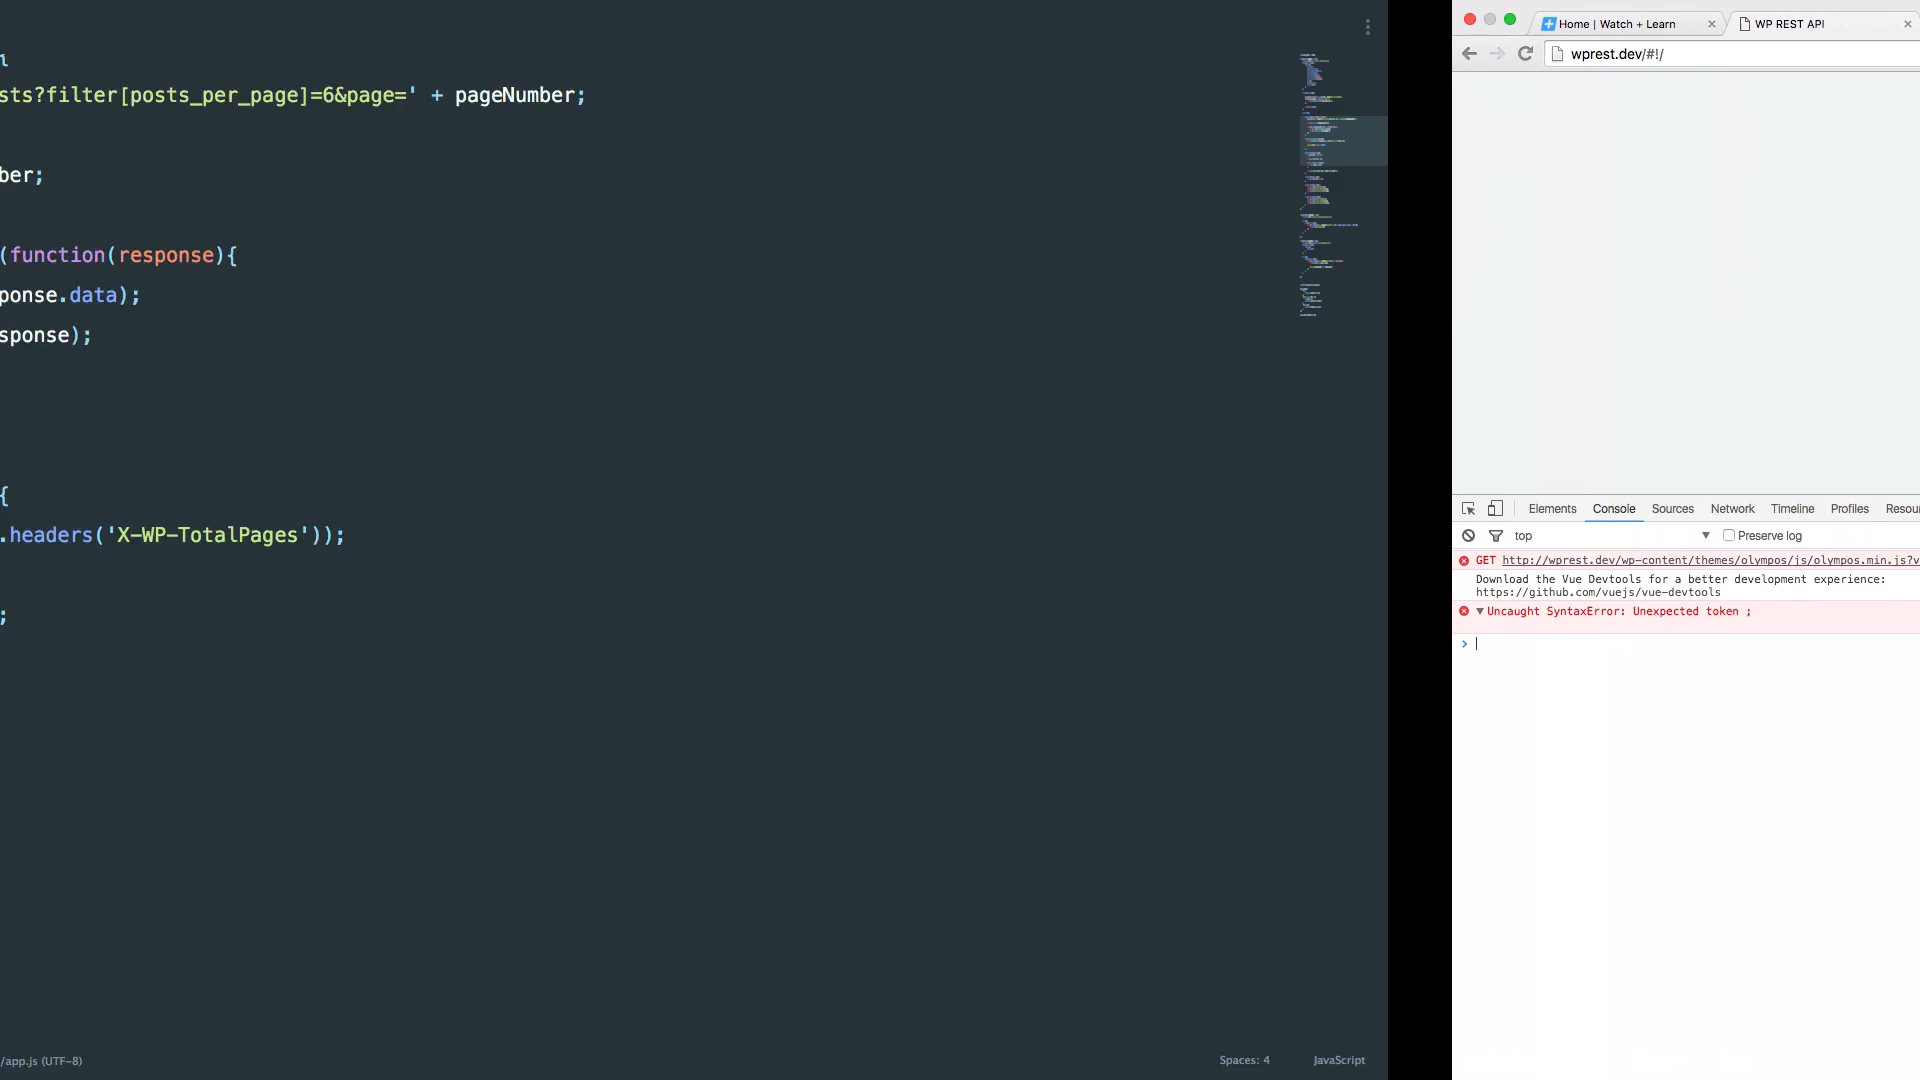 sts?filter[posts_per_page]=6&page=' + pageNumber;
ber;
(function(response){
ponse.data);
sponse);
{
.headers('X-WP-TotalPages'));
;
/app.js (UTF-8)
Spaces: 4
JavaScript
Home | Watch + Learn
WP REST API
wprest.dev/#!/
Elements Console Sources Network Timeline Profiles Resou
top
Preserve log
GET http://wprest.dev/wp-content/themes/olympos/js/olympos.min.js?v
Download the Vue Devtools for a better development experience:
https://github.com/vuejs/vue-devtools
Uncaught SyntaxError: Unexpected token ;